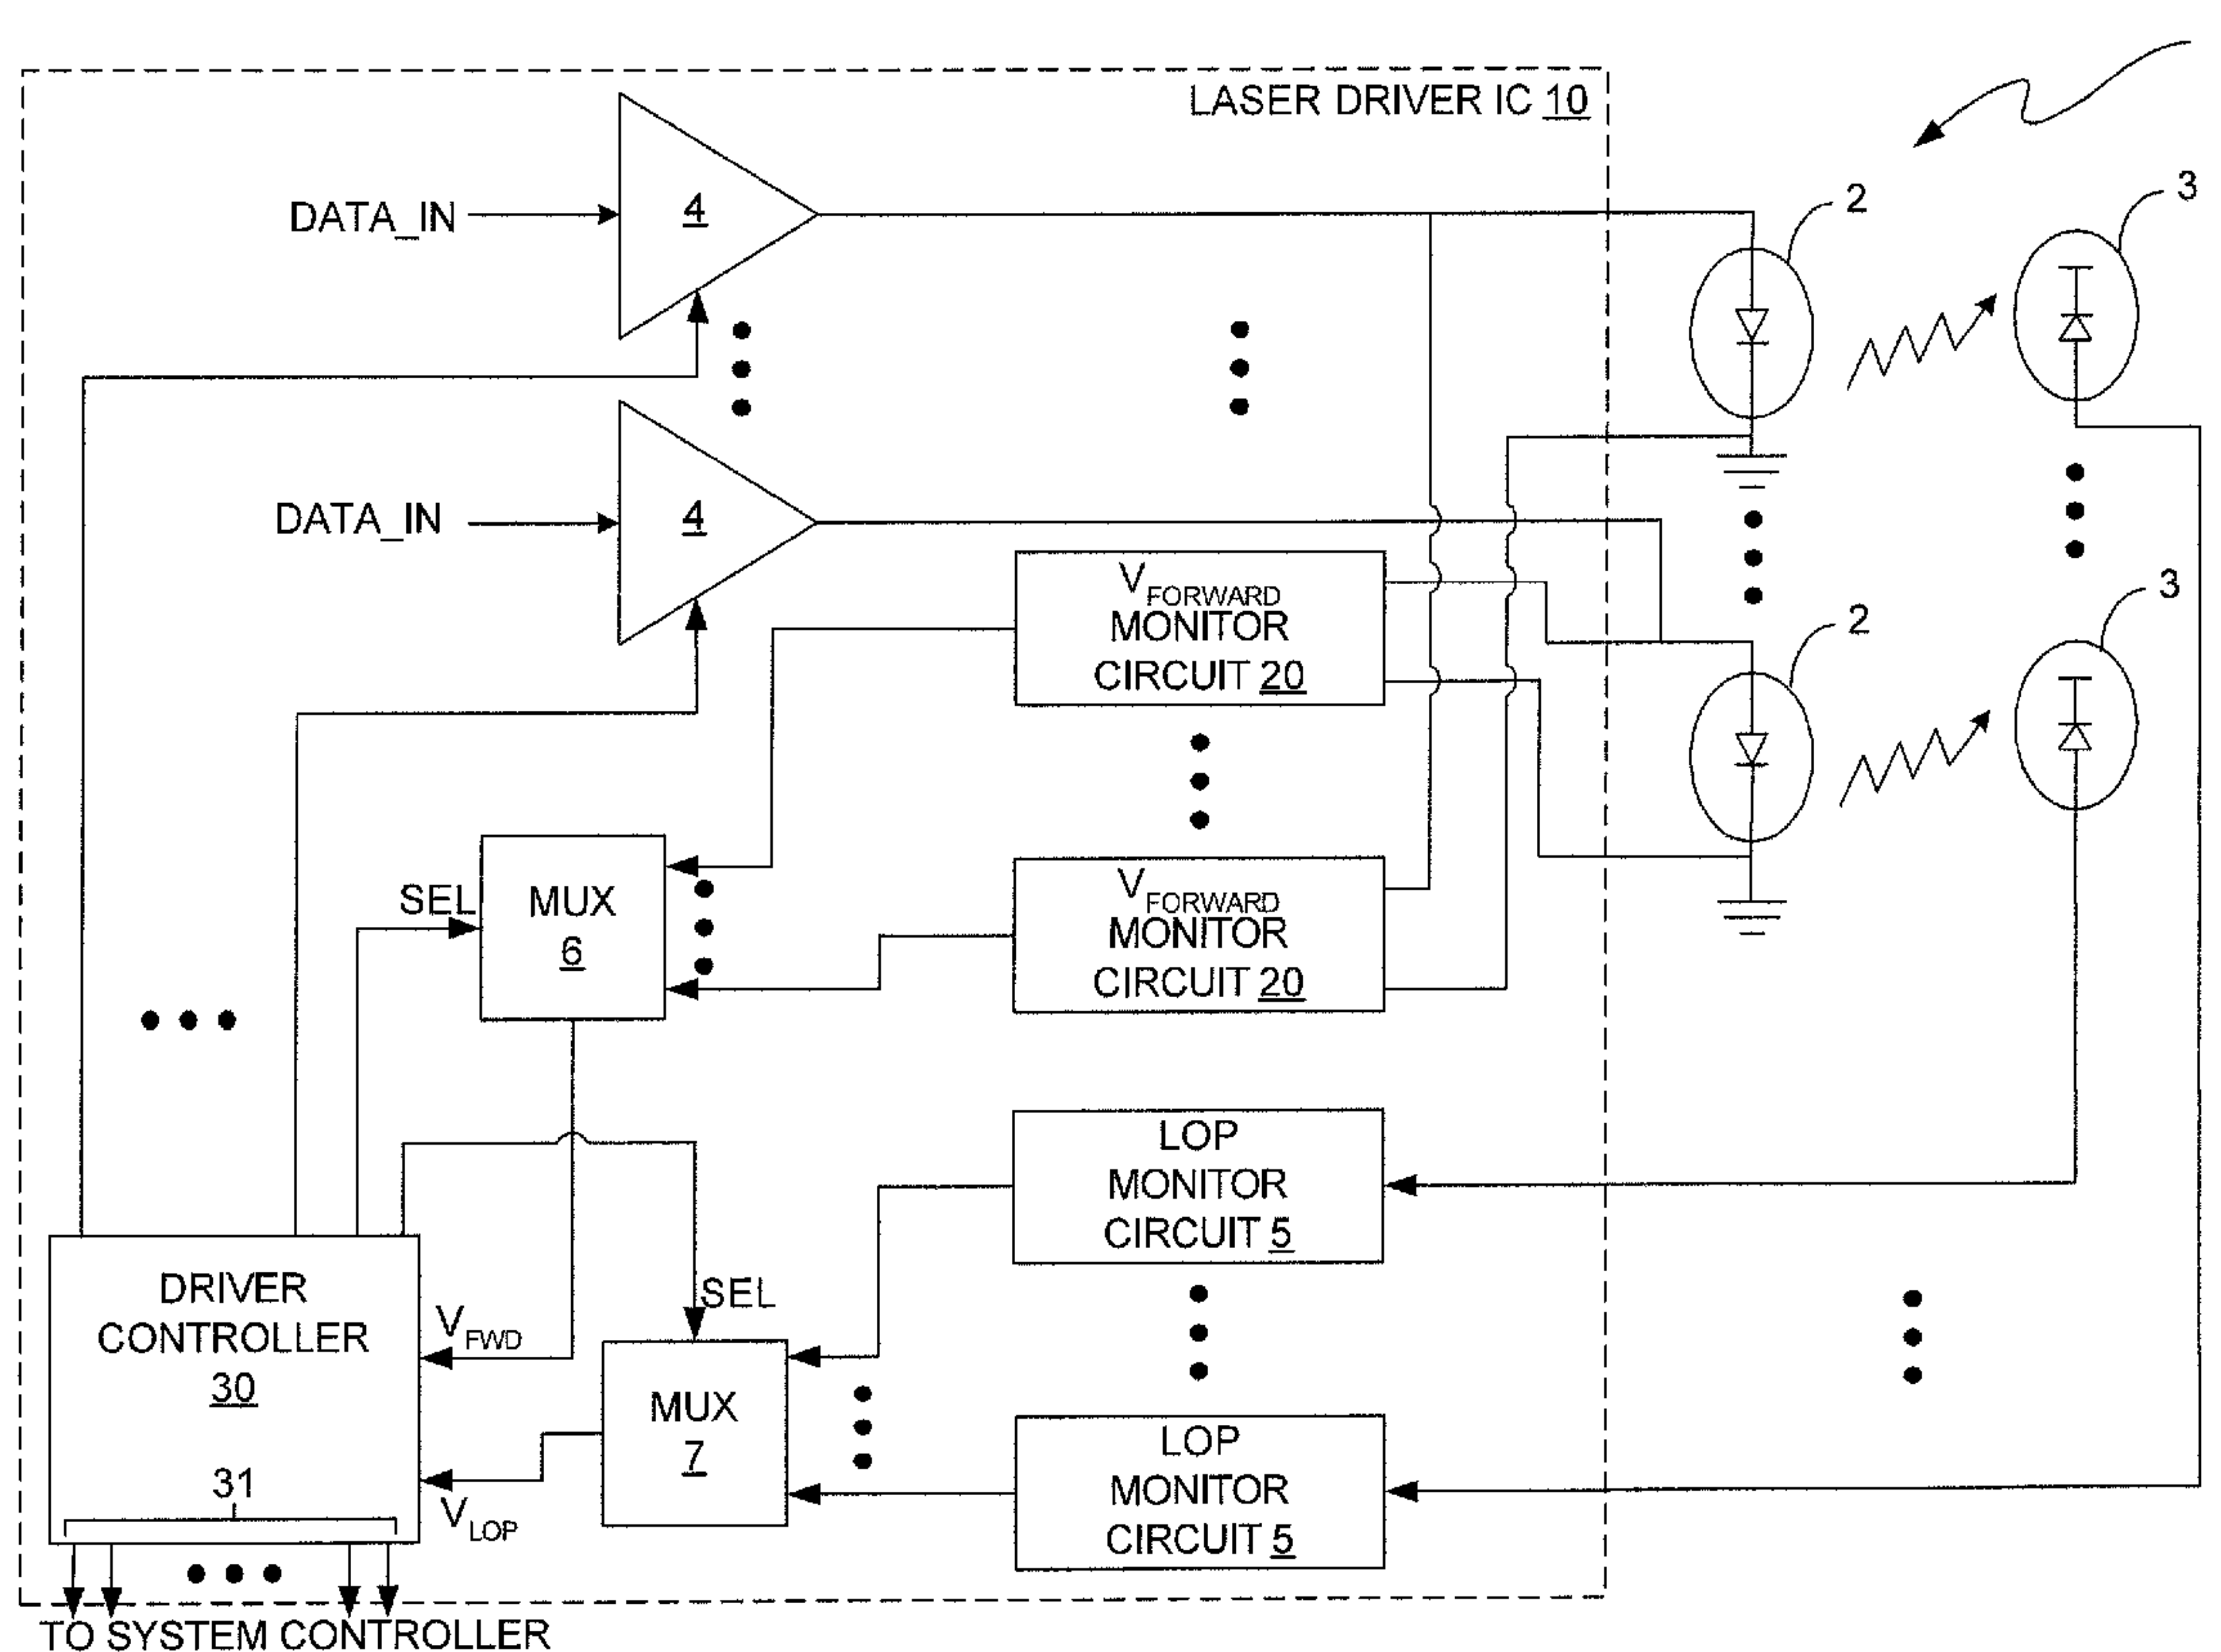 LASER DRIVER IC 10
DATA_IN
4
2
3
DATA_IN
4
VFORWARD
MONITOR
CIRCUIT 20
2
3
SEL
MUX
6
VFORWARD
MONITOR
CIRCUIT 20
LOP
MONITOR
CIRCUIT 5
DRIVER
CONTROLLER
30
31
VFWD
SEL
MUX
7
VLOP
LOP
MONITOR
CIRCUIT 5
TO SYSTEM CONTROLLER